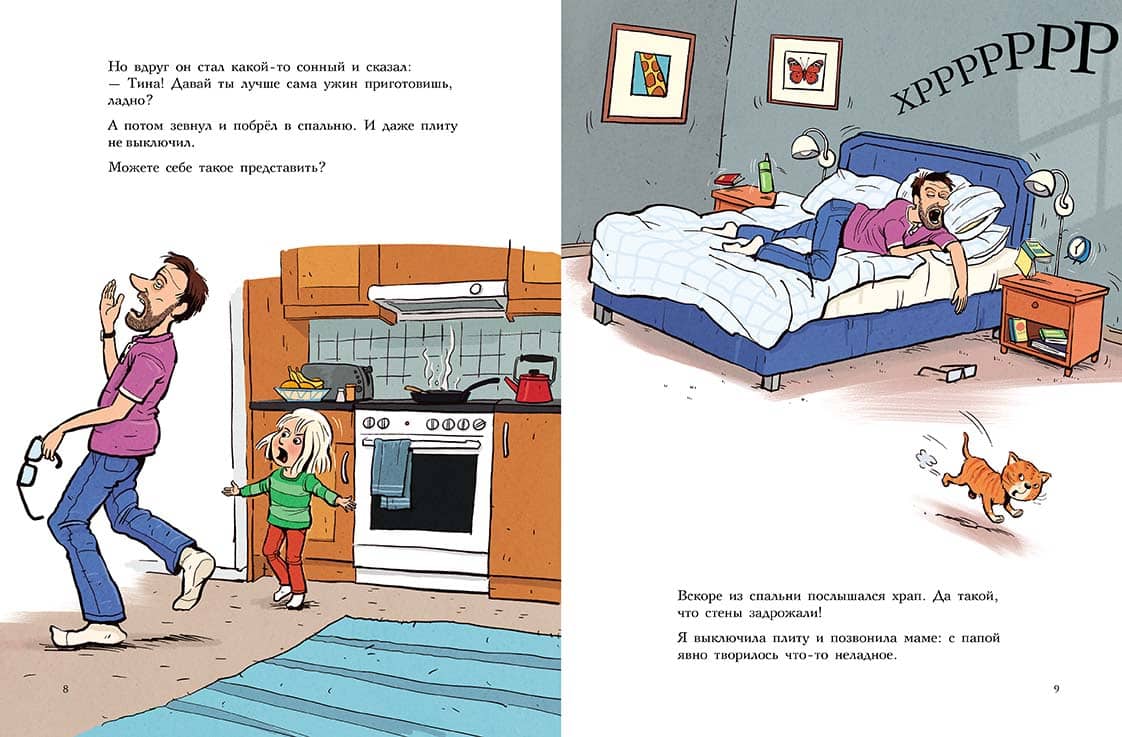 Но вдруг он стал какой-то сонный и сказал:
— Тина! Давай ты лучше сама ужин приготовишь,
ладно?
А потом зевнул и побрёл в спальню. И даже плиту
не выключил.
Можете себе такое представить?
8
ХРРРРРРРР
Вскоре из спальни послышался храп. Да такой,
что стены задрожали!
Я выключила плиту и позвонила маме: с папой
явно творилось что-то неладное.
9